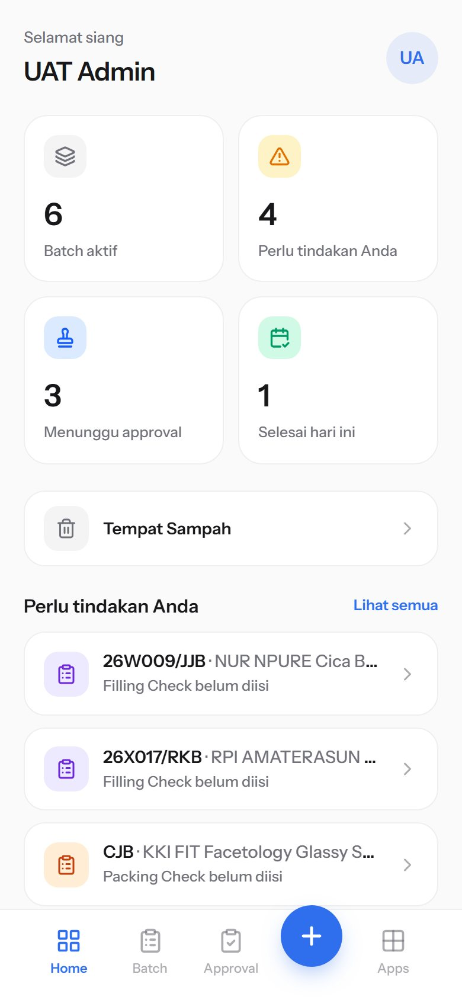 Selamat siang
UAT Admin
UA
6
Batch aktif
4
Perlu tindakan Anda
3
Menunggu approval
1
Selesai hari ini
Tempat Sampah
Perlu tindakan Anda
Lihat semua
26W009/JJB · NUR NPURE Cica B...
Filling Check belum diisi
26X017/RKB · RPI AMATERASUN ...
Filling Check belum diisi
CJB · KKI FIT Facetology Glassy S...
Packing Check belum diisi
Home
Batch
Approval
Apps